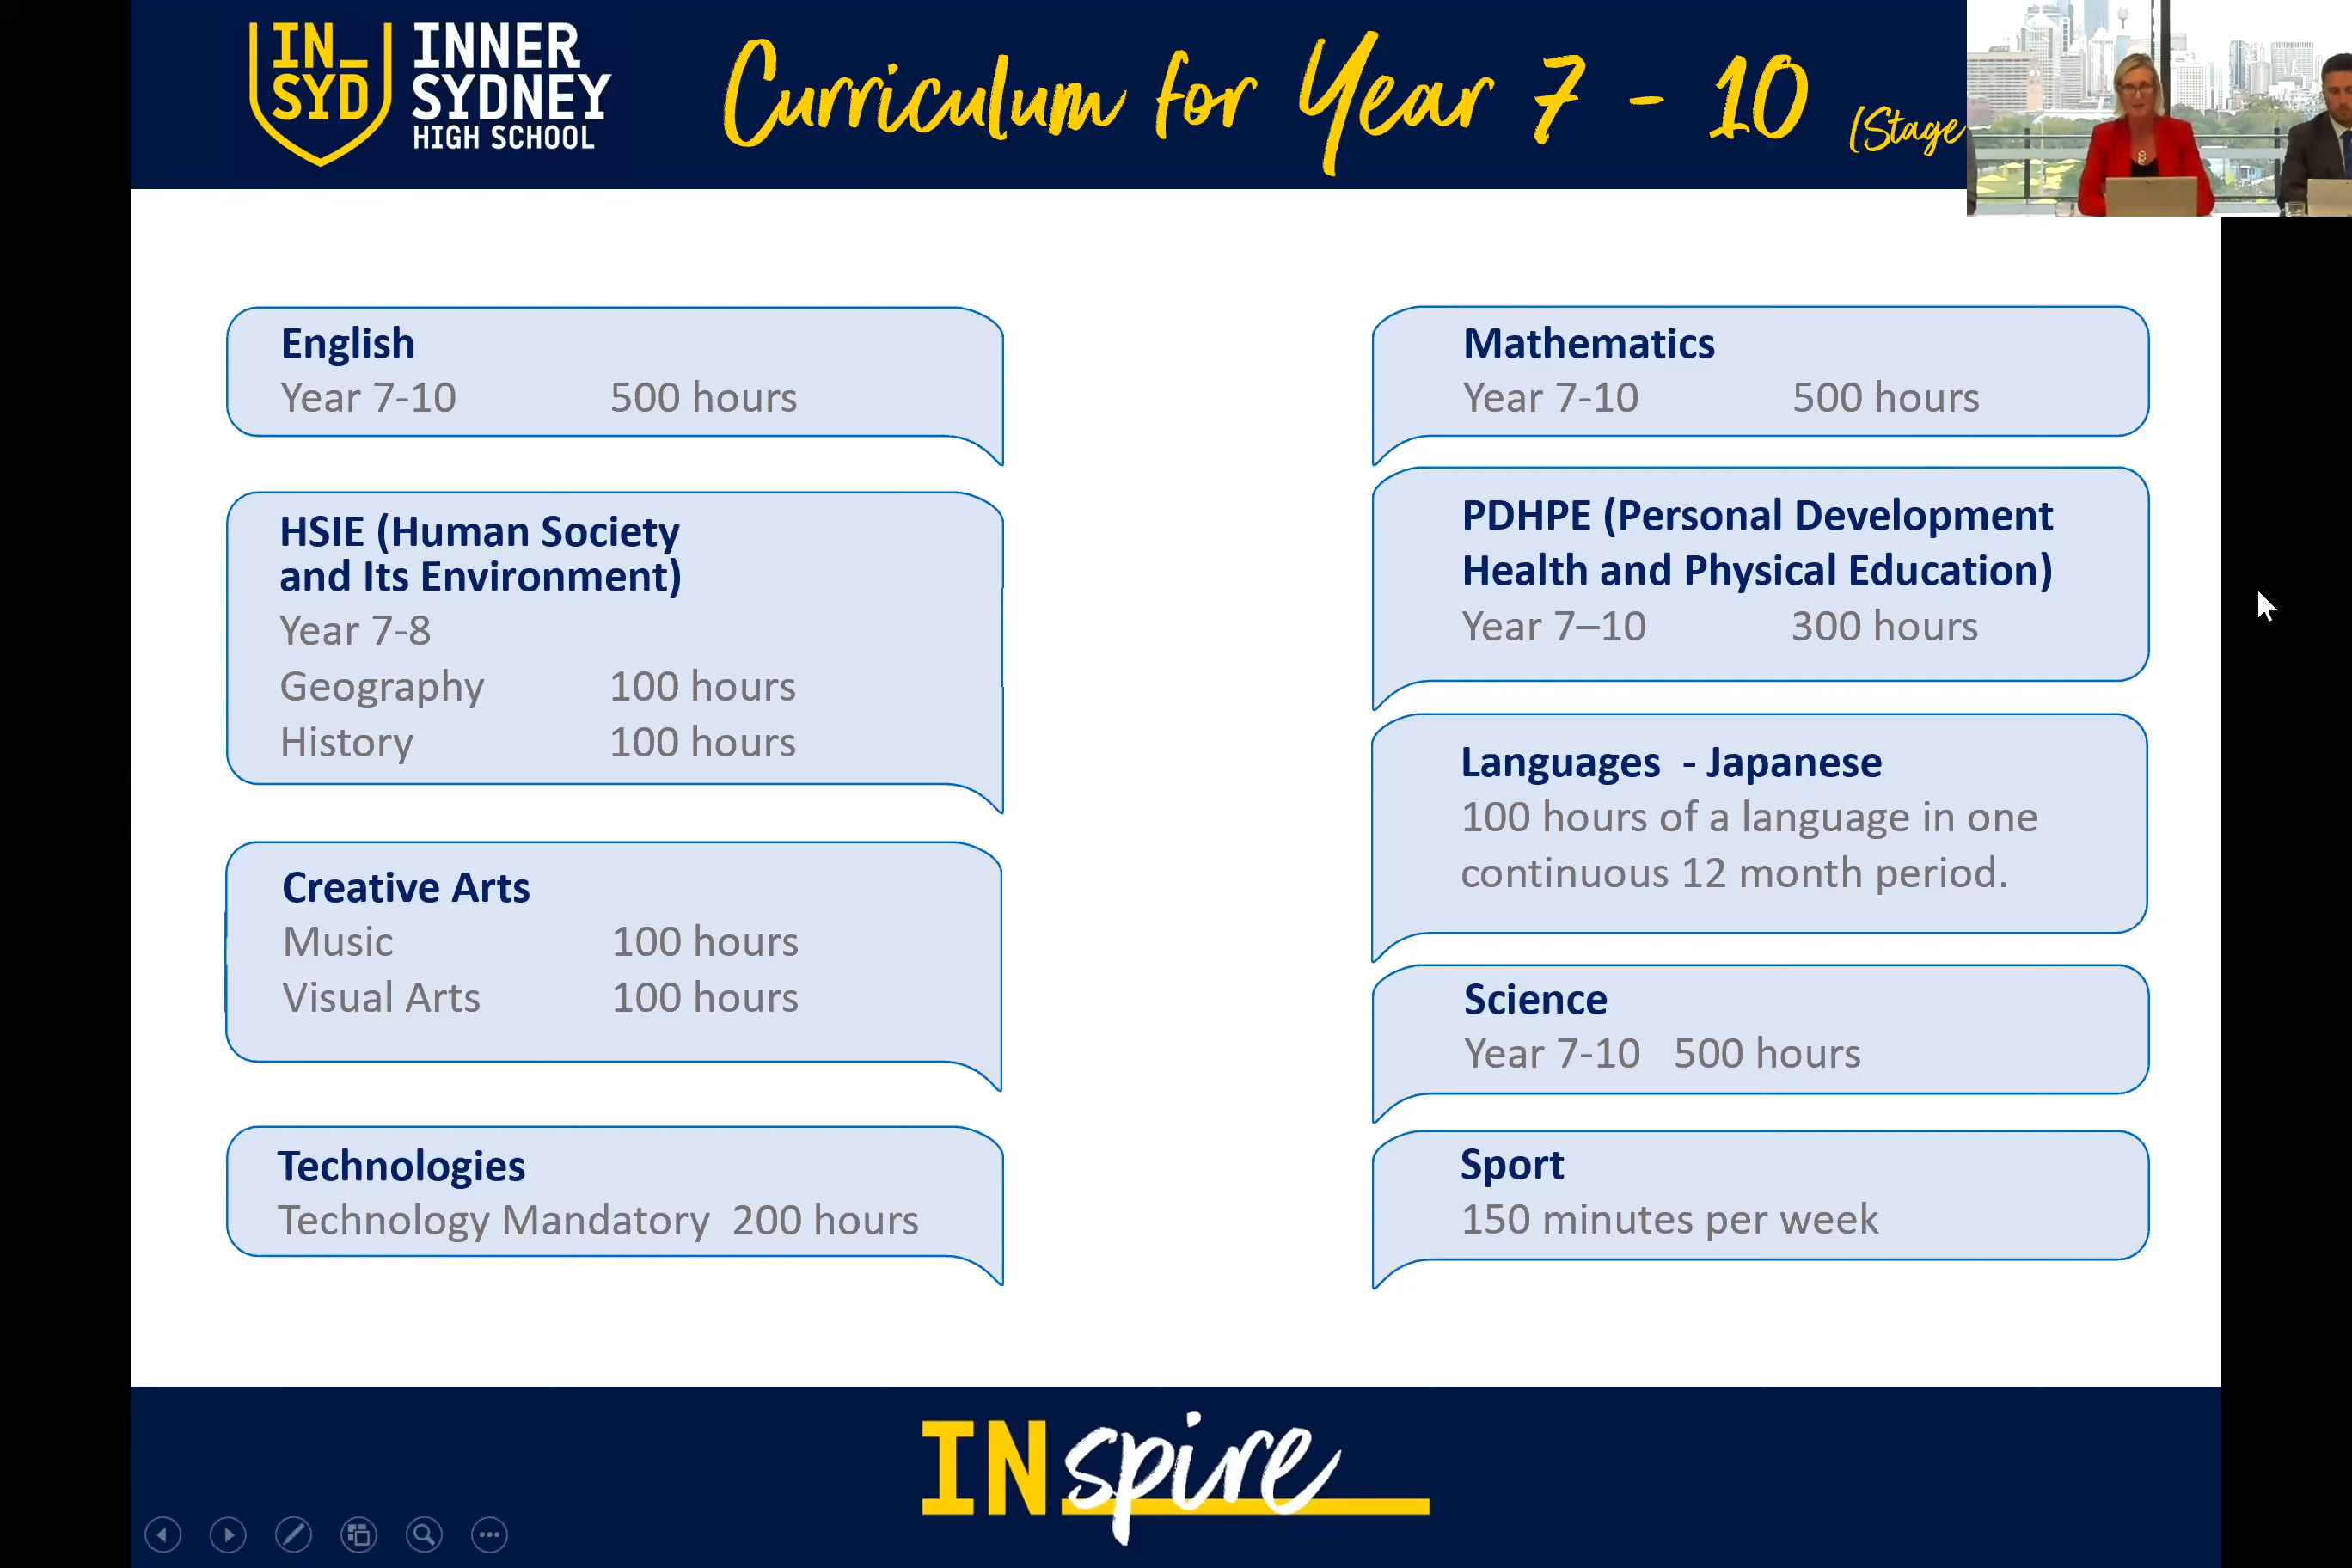 IN_
SYD
INNER
SYDNEY
HIGH SCHOOL
Curriculum for Year 7 - 10 (Stage
English
Year 7-10 500 hours
HSIE (Human Society
and Its Environment)
Year 7-8
Geography 100 hours
History 100 hours
Creative Arts
Music 100 hours
Visual Arts 100 hours
Technologies
Technology Mandatory 200 hours
Mathematics
Year 7-10 500 hours
PDHPE (Personal Development
Health and Physical Education)
Year 7–10 300 hours
Languages - Japanese
100 hours of a language in one
continuous 12 month period.
Science
Year 7-10 500 hours
Sport
150 minutes per week
INspire